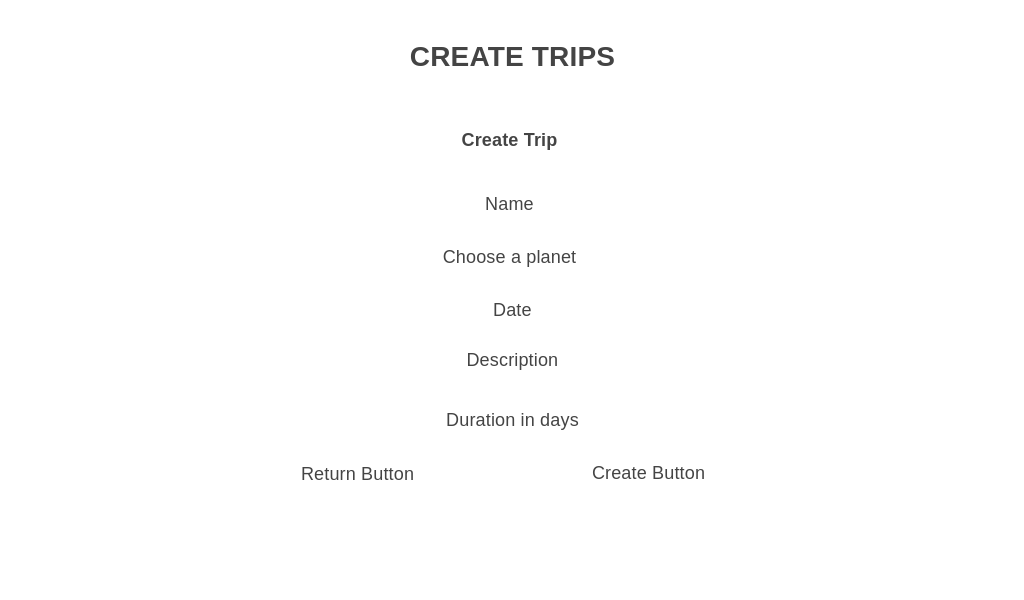 CREATE TRIPS
Create Trip
Name
Choose a planet
Date
Description
Duration in days
Return Button
Create Button